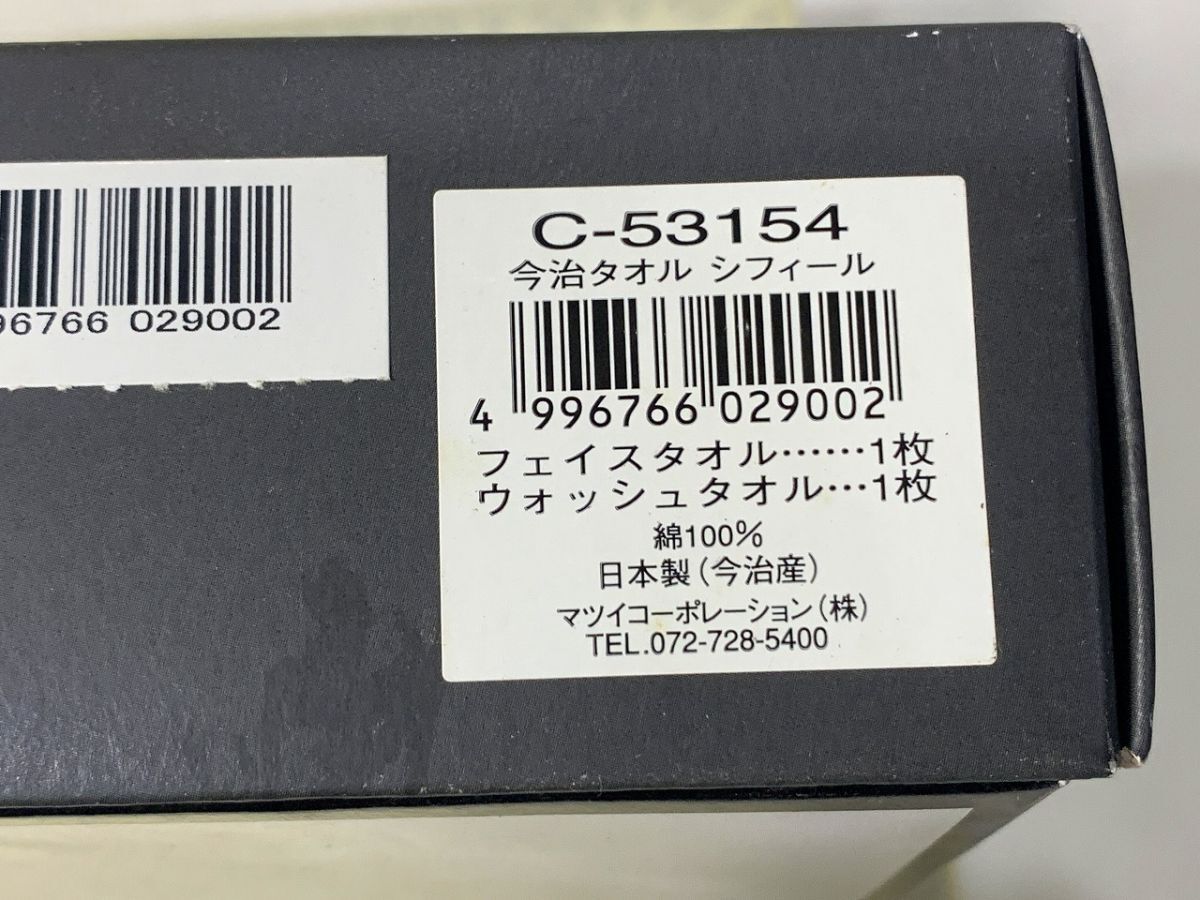 96766 029002
C-53154
今治タオル シフィール
4 996766 029002
フェイスタオル……1枚
ウォッシュタオル…1枚
綿100%
日本製(今治産)
マツイコーポレーション(株)
TEL.072-728-5400